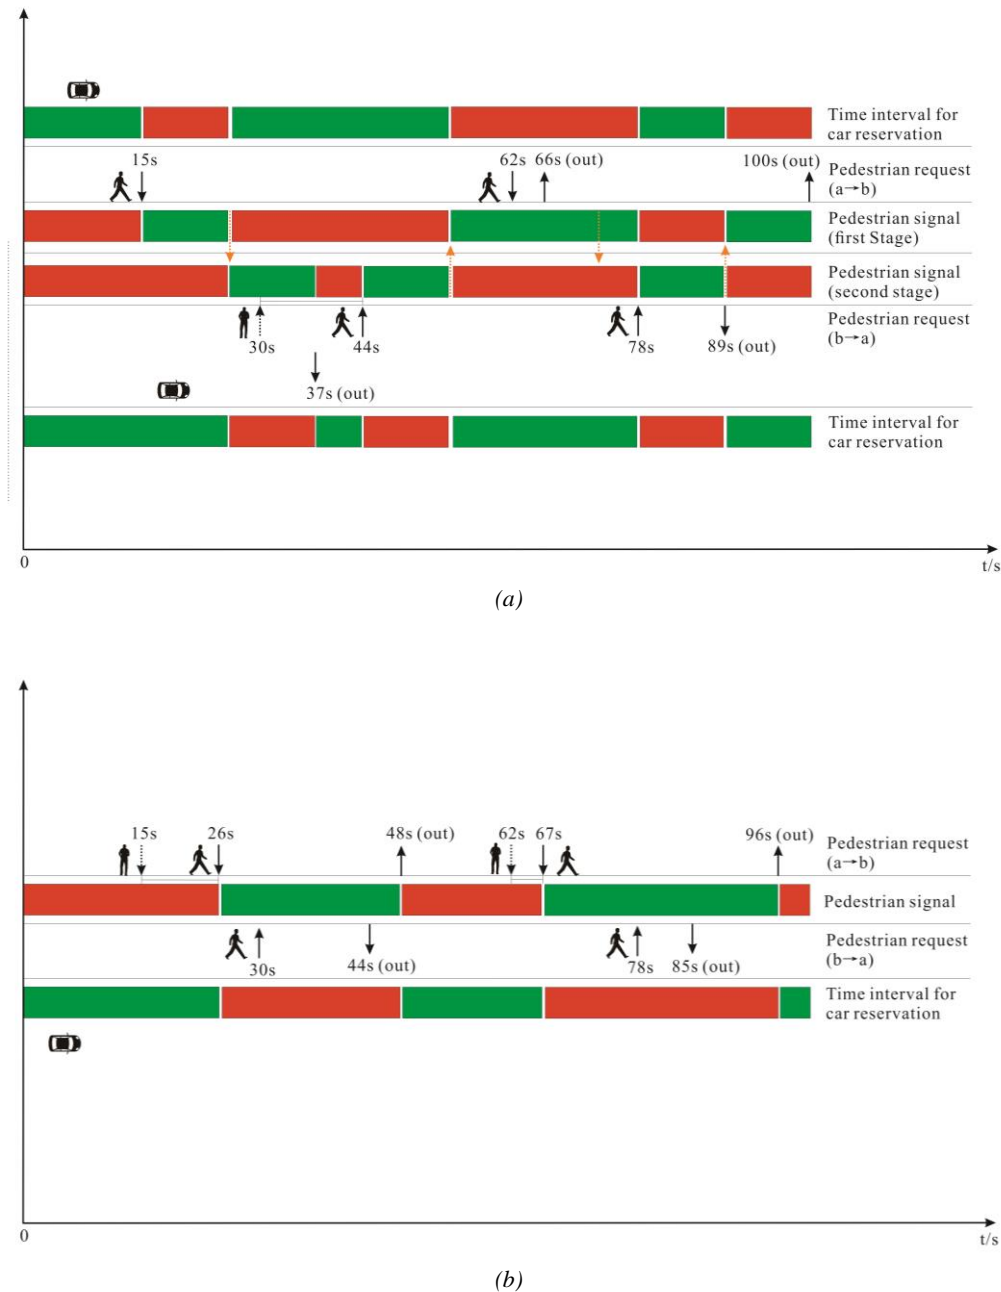 Time interval for
car reservation
15s
62s 66s (out)
100s (out)
Pedestrian request
(a→b)
Pedestrian signal
(first Stage)
Pedestrian signal
(second stage)
Pedestrian request
(b→a)
30s
44s
78s
89s (out)
37s (out)
Time interval for
car reservation
0
t/s
(a)
15s
26s
48s (out)
62s 67s
96s (out)
Pedestrian request
(a→b)
Pedestrian signal
Pedestrian request
(b→a)
30s
44s (out)
78s
85s (out)
Time interval for
car reservation
0
t/s
(b)